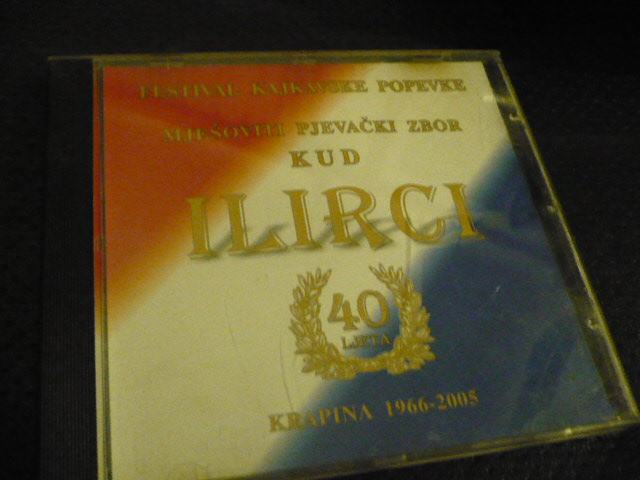 FESTIVAL KAJKAVSKE POPEVKE
MJEŠOVITI PJEVAČKI ZBOR
KUD
ILIRCI
40
LJETA
KRAPINA 1966-2005